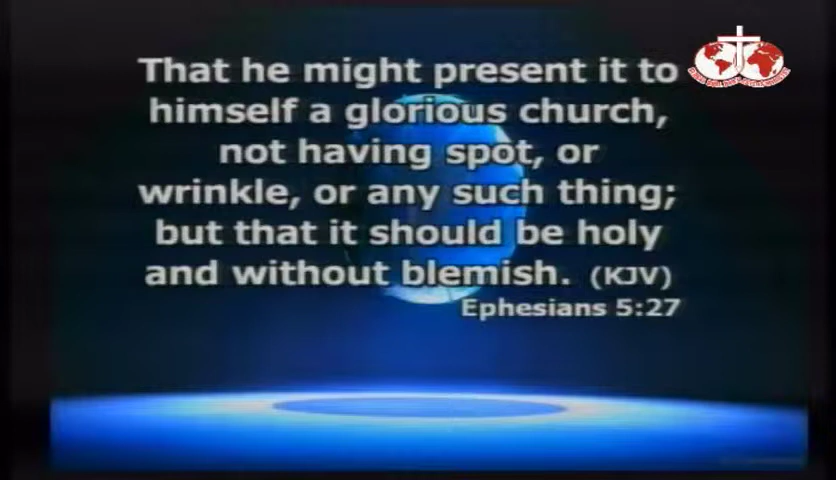 That he might present it to
himself a glorious church,
not having spot, or
wrinkle, or any such thing;
but that it should be holy
and without blemish. (KJV)
Ephesians 5:27